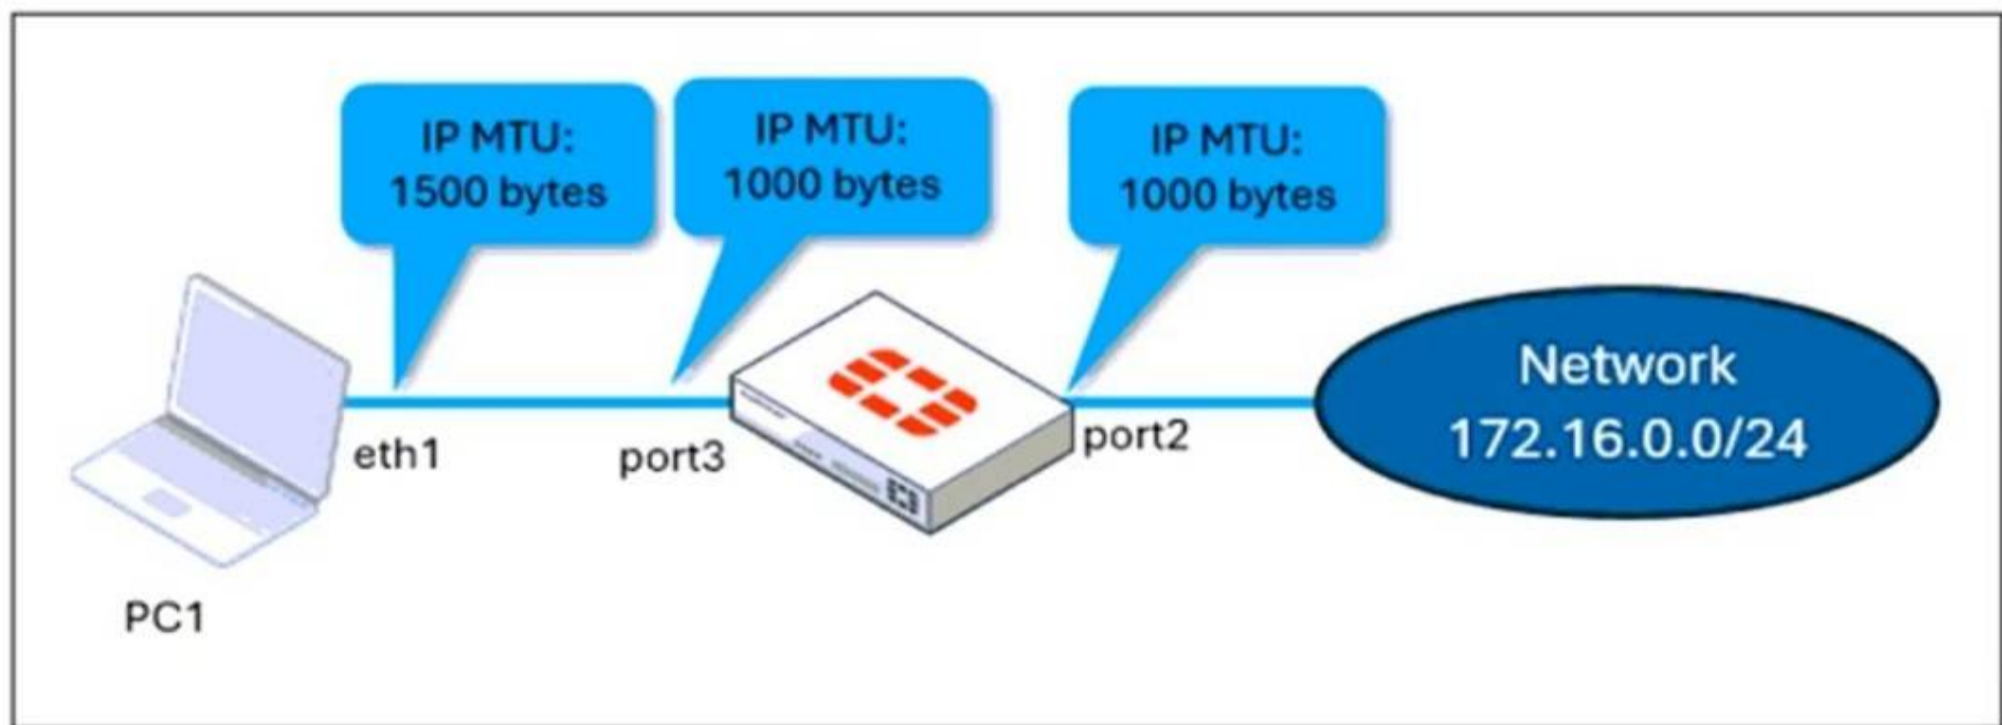 IP MTU:
1500 bytes
IP MTU:
1000 bytes
IP MTU:
1000 bytes
eth1
port3
port2
Network
172.16.0.0/24
PC1